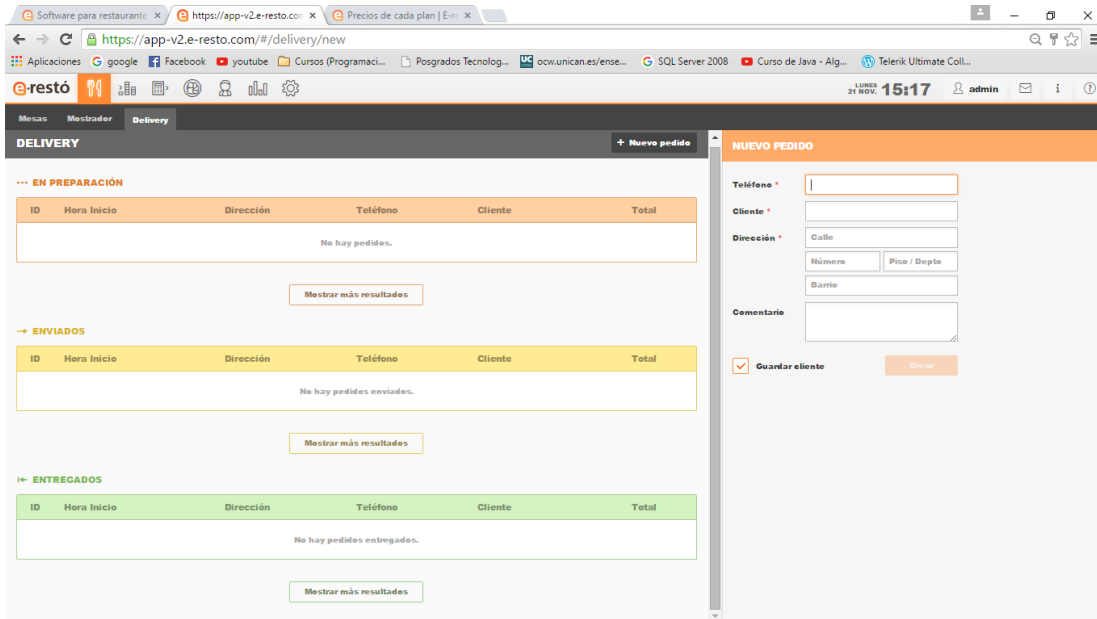 Software para restaurante
https://app-v2.e-resto.con
Precios de cada plan | E-re
https://app-v2.e-resto.com/#/delivery/new
Aplicaciones google Facebook youtube Cursos (Programaci... Posgrados Tecnolog... UC ocw.unican.es/ense... SQL Server 2008 Curso de Java - Alg... Telerik Ultimate Coll...
e-restó
LUNES 21 NOV. 15:17 admin
Mesas Mostrador Delivery
DELIVERY + Nuevo pedido
EN PREPARACIÓN
ID Hora Inicio Dirección Teléfono Cliente Total
No hay pedidos.
Mostrar más resultados
ENVIADOS
ID Hora Inicio Dirección Teléfono Cliente Total
No hay pedidos enviados.
Mostrar más resultados
ENTREGADOS
ID Hora Inicio Dirección Teléfono Cliente Total
No hay pedidos entregados.
Mostrar más resultados
NUEVO PEDIDO
Teléfono *
Cliente *
Dirección * Calle
Número Piso / Depto
Barrio
Comentario
Guardar cliente Crear